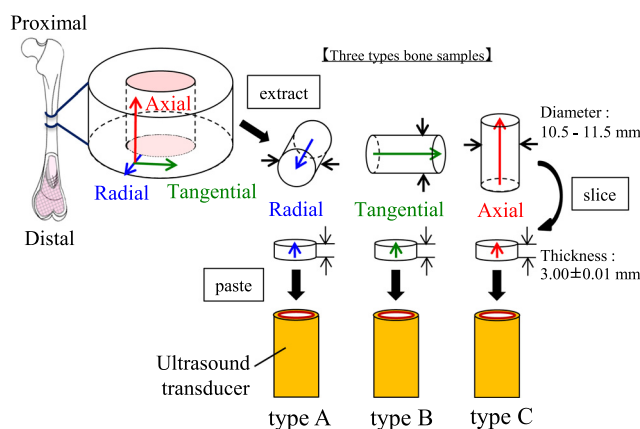 Proximal
【Three types bone samples】
Axial
extract
Diameter :
10.5 - 11.5 mm
Radial
Tangential
Distal
Radial
Tangential
Axial
slice
Thickness :
3.00±0.01 mm
paste
Ultrasound
transducer
type A
type B
type C